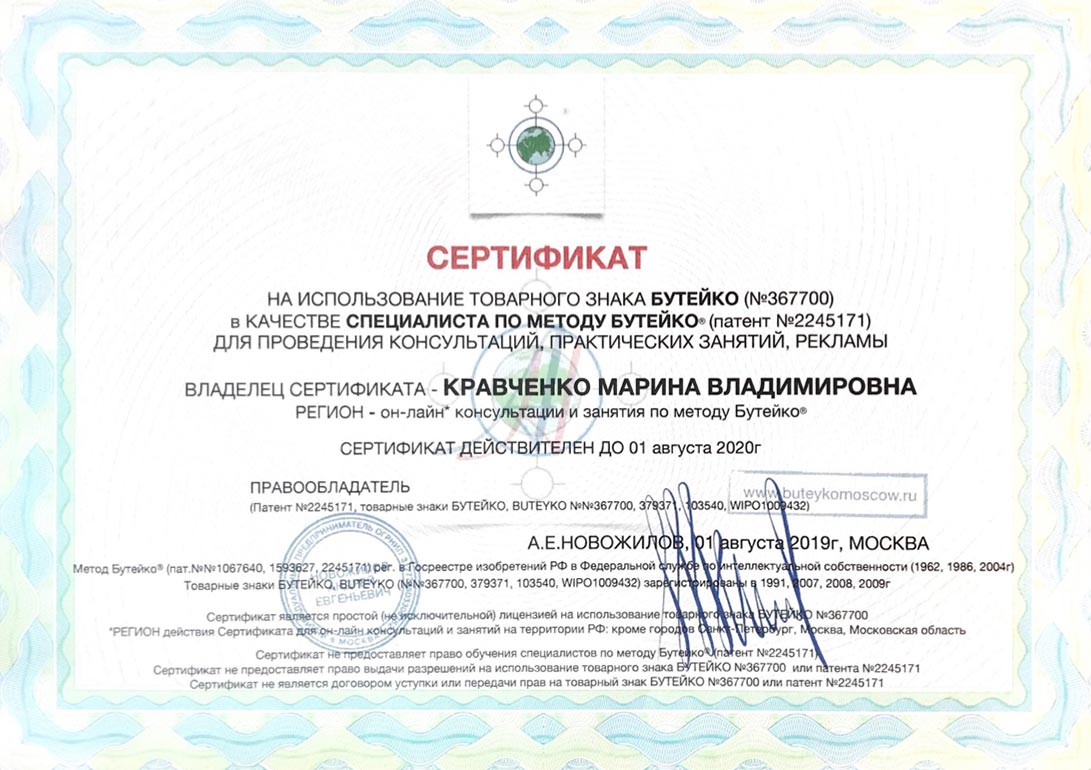 СЕРТИФИКАТ
НА ИСПОЛЬЗОВАНИЕ ТОВАРНОГО ЗНАКА БУТЕЙКО (№367700)
в КАЧЕСТВЕ СПЕЦИАЛИСТА ПО МЕТОДУ БУТЕЙКО® (патент №2245171)
ДЛЯ ПРОВЕДЕНИЯ КОНСУЛЬТАЦИЙ, ПРАКТИЧЕСКИХ ЗАНЯТИЙ, РЕКЛАМЫ
ВЛАДЕЛЕЦ СЕРТИФИКАТА - КРАВЧЕНКО МАРИНА ВЛАДИМИРОВНА
РЕГИОН - он-лайн* консультации и занятия по методу Бутейко®
СЕРТИФИКАТ ДЕЙСТВИТЕЛЕН ДО 01 августа 2020г
ПРАВООБЛАДАТЕЛЬ
www.buteykomoscow.ru
(Патент №2245171, товарные знаки БУТЕЙКО, BUTEYKO №№367700, 379371, 103540, WIPO1009432)
А.Е.НОВОЖИЛОВ, 01 августа 2019г, МОСКВА
Метод Бутейко® (пат.№№1067640, 1593627, 2245171) рег. в Госреестре изобретений РФ в Федеральной службе по интеллектуальной собственности (1962, 1986, 2004г)
Товарные знаки БУТЕЙКО, BUTEYKO (№№367700, 379371, 103540, WIPO1009432) зарегистрированы в 1991, 2007, 2008, 2009г
ЕВГЕНЬЕВИЧ
Сертификат является простой (неисключительной) лицензией на использование товарного знака БУТЕЙКО №367700
*РЕГИОН действия Сертификата для он-лайн консультаций и занятий на территории РФ: кроме городов Санкт-Петербург, Москва, Московская область
Сертификат не предоставляет право обучения специалистов по методу Бутейко® (патент №2245171)
Сертификат не предоставляет право выдачи разрешений на использование товарного знака БУТЕЙКО №367700 или патента №2245171
Сертификат не является договором уступки или передачи прав на товарный знак БУТЕЙКО №367700 или патент №2245171